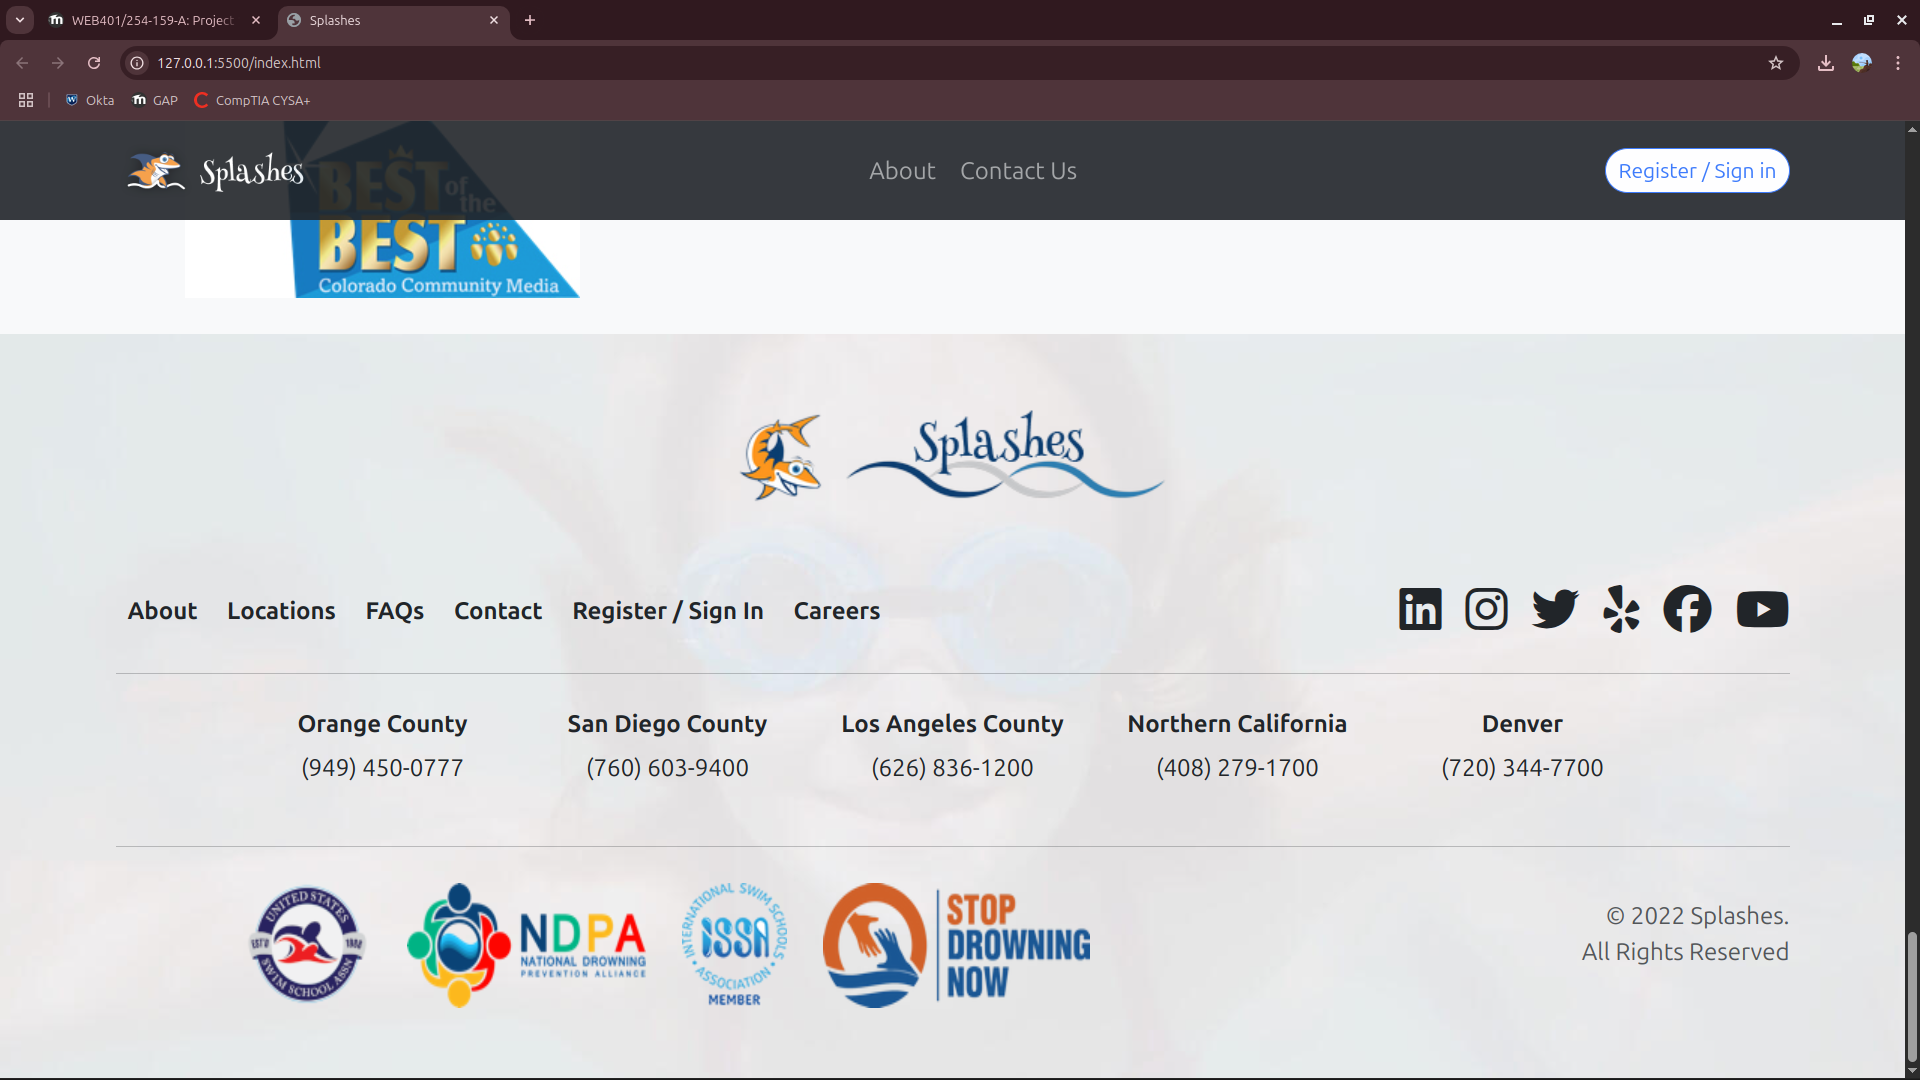 WEB401/254-159-A: Project
Splashes
127.0.0.1:5500/index.html
Okta
GAP
CompTIA CYSA+
Splashes
About
Contact Us
Register / Sign in
BEST
of
the
BEST
Colorado Community Media
Splashes
About
Locations
FAQs
Contact
Register / Sign In
Careers
Orange County
San Diego County
Los Angeles County
Northern California
Denver
(949) 450-0777
(760) 603-9400
(626) 836-1200
(408) 279-1700
(720) 344-7700
UNITED STATES
EST'D
1988
SWIM SCHOOL ASSN
NDPA
NATIONAL DROWNING
PREVENTION ALLIANCE
INTERNATIONAL SWIM SCHOOLS
ISSA
ASSOCIATION
MEMBER
STOP
DROWNING
NOW
© 2022 Splashes.
All Rights Reserved